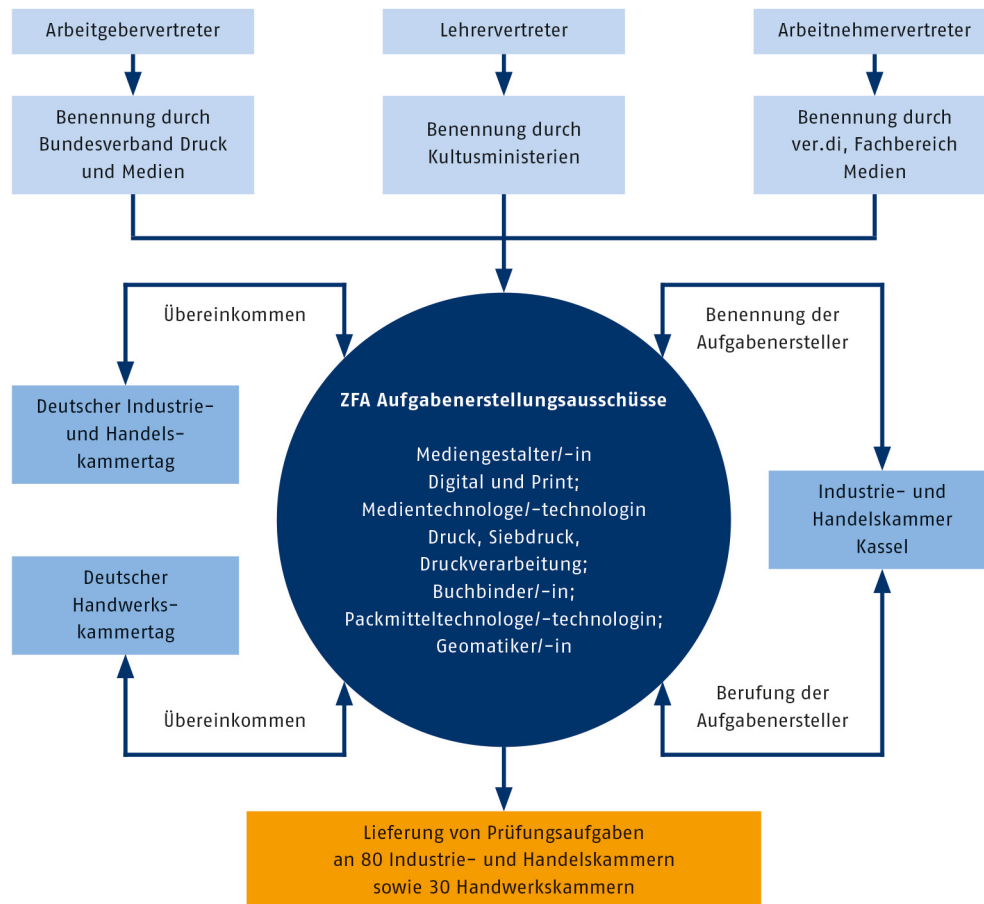 Arbeitgebervertreter
Lehrervertreter
Arbeitnehmervertreter
Benennung durch
Bundesverband Druck
und Medien
Benennung durch
Kultusministerien
Benennung durch
ver.di, Fachbereich
Medien
Übereinkommen
Benennung der
Aufgabenersteller
Deutscher Industrie-
und Handels-
kammertag
ZFA Aufgabenerstellungsausschüsse
Mediengestalter/-in
Digital und Print;
Medientechnologe/-technologin
Druck, Siebdruck,
Druckverarbeitung;
Buchbinder/-in;
Packmitteltechnologe/-technologin;
Geomatiker/-in
Industrie- und
Handelskammer
Kassel
Deutscher
Handwerks-
kammertag
Übereinkommen
Berufung der
Aufgabenersteller
Lieferung von Prüfungsaufgaben
an 80 Industrie- und Handelskammern
sowie 30 Handwerkskammern